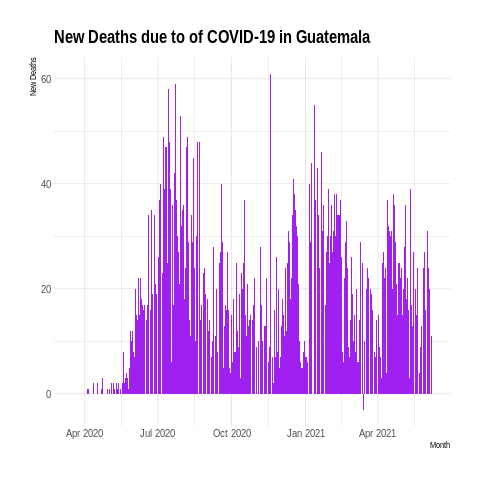 New Deaths due to of COVID-19 in Guatemala
New Deaths
60
40
20
0
Apr 2020
Jul 2020
Oct 2020
Jan 2021
Apr 2021
Month